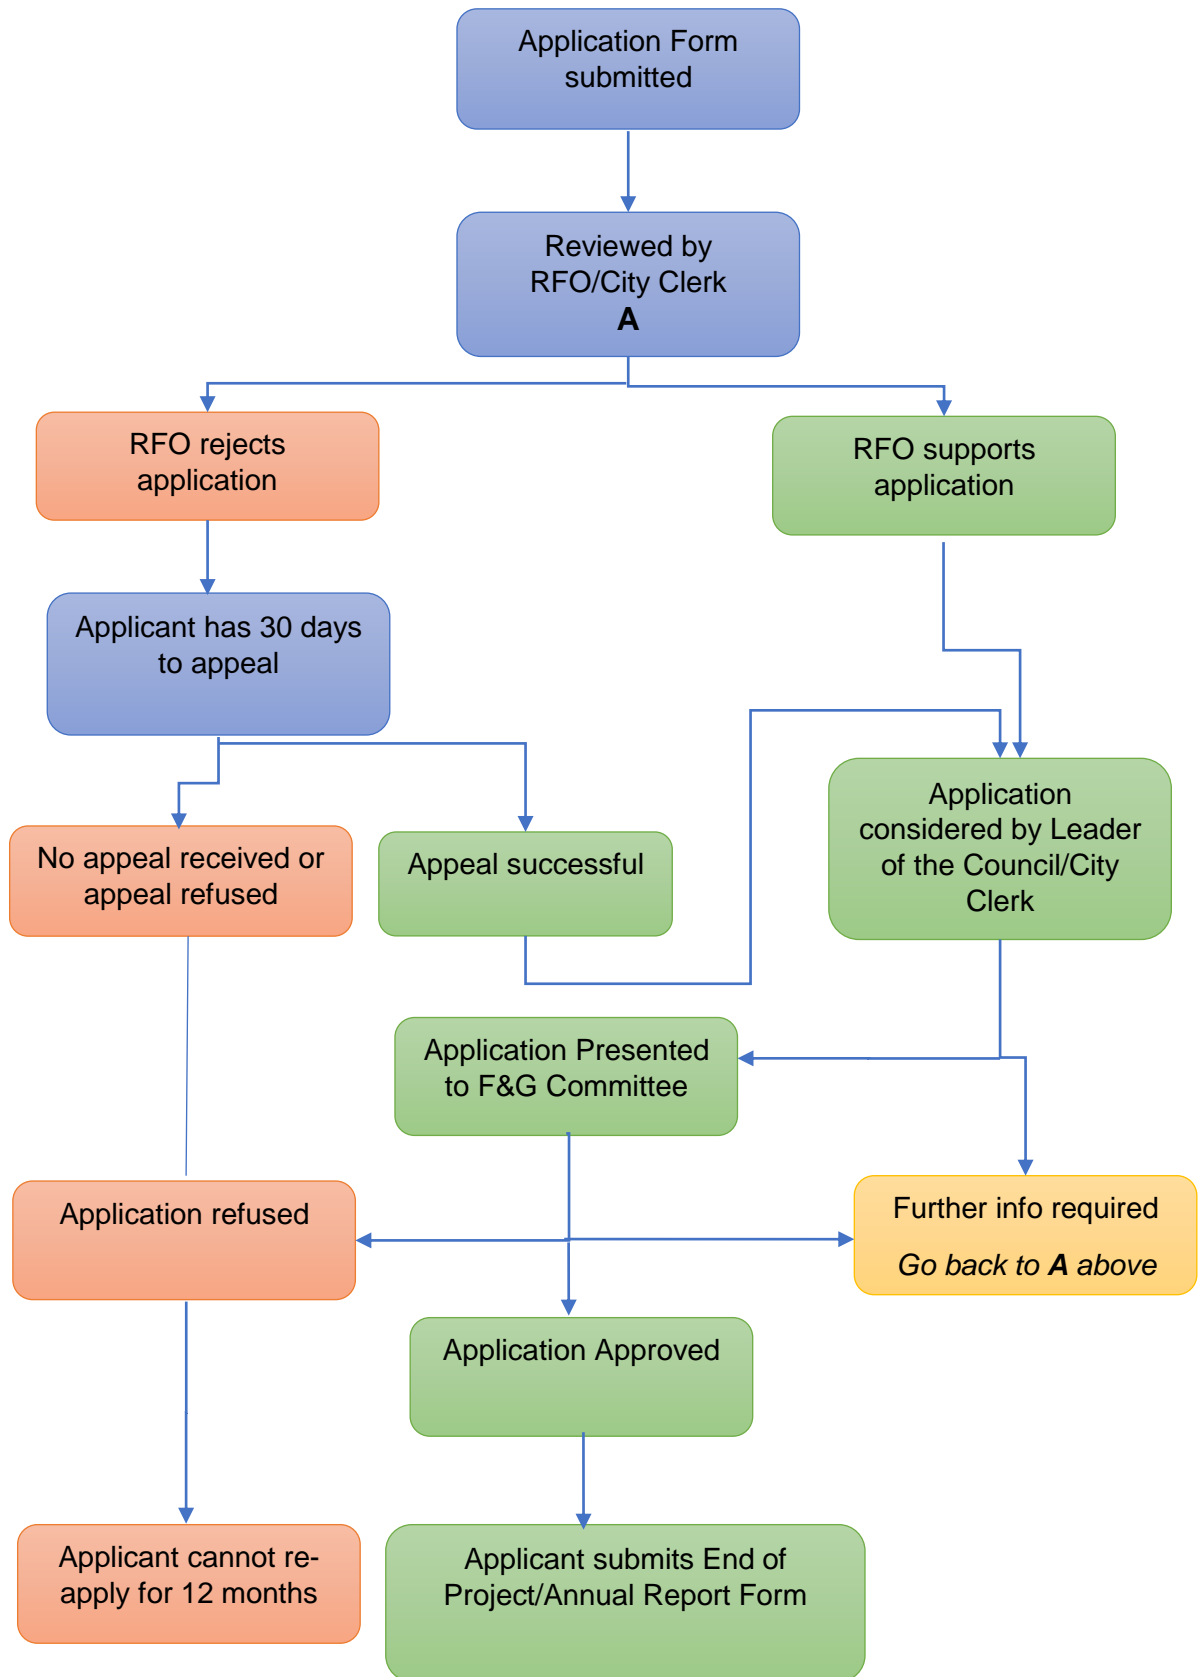 Application Form
submitted
Reviewed by
RFO/City Clerk
A
RFO rejects
application
RFO supports
application
Applicant has 30 days
to appeal
No appeal received or
appeal refused
Appeal successful
Application
considered by Leader
of the Council/City
Clerk
Application Presented
to F&G Committee
Application refused
Further info required
Go back to A above
Application Approved
Applicant cannot re-
apply for 12 months
Applicant submits End of
Project/Annual Report Form